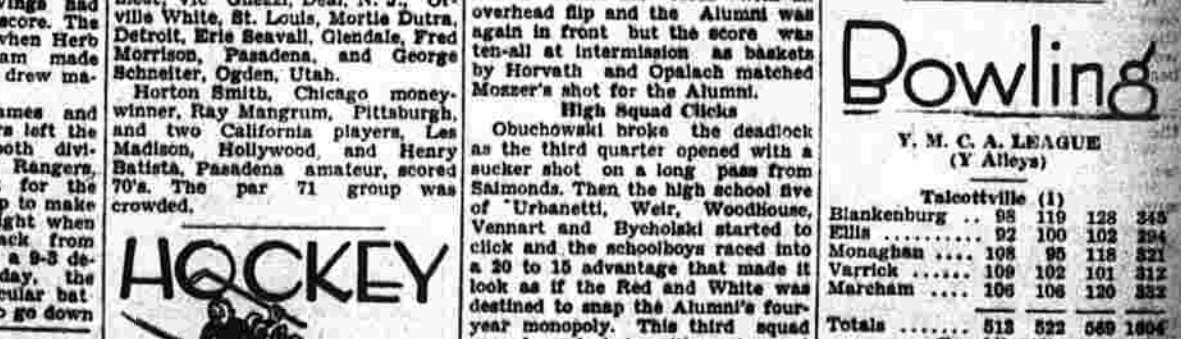 score. The
when Herb
am made
drew ma-
ames and
rs left the
both divi-
Rangers,
for the
p to make
ight when
ack from
a 9-3 de-
day, the
cular bat
o go down
ville White, St. Louis, Mortie Dutra,
Detroit, Erie Seavall, Glendale, Fred
Morrison, Pasadena, and George
Schneiter, Ogden, Utah.
Horton Smith, Chicago money-
winner, Ray Mangrum, Pittsburgh,
and two California players, Les
Madison, Hollywood, and Henry
Batista, Pasadena amateur, scored
70's. The par 71 group was
crowded.
HOCKEY
overhead flip and the Alumni was
again in front but the score was
ten-all at intermission as baskets
by Horvath and Opalach matched
Mozzer's shot for the Alumni.
High Squad Clicks
Obuchowski broke the deadlock
as the third quarter opened with a
sucker shot on a long pass from
Salmonds. Then the high school five
of Urbanetti, Weir, Woodhouse,
Vennart and Bycholski started to
click and the schoolboys raced into
a 20 to 15 advantage that made it
look as if the Red and White was
destined to snap the Alumni's four-
year monopoly. This third squad
Bowling
Y. M. C. A. LEAGUE
(Y Alleys)
Talcottville (1)
Blankenburg .. 98 119 128 345
Ellis .......... 92 100 102 294
Monaghan .... 108 95 118 321
Varrick ...... 109 102 101 312
Marcham .... 106 106 120 332
Totals ....... 513 522 569 1604